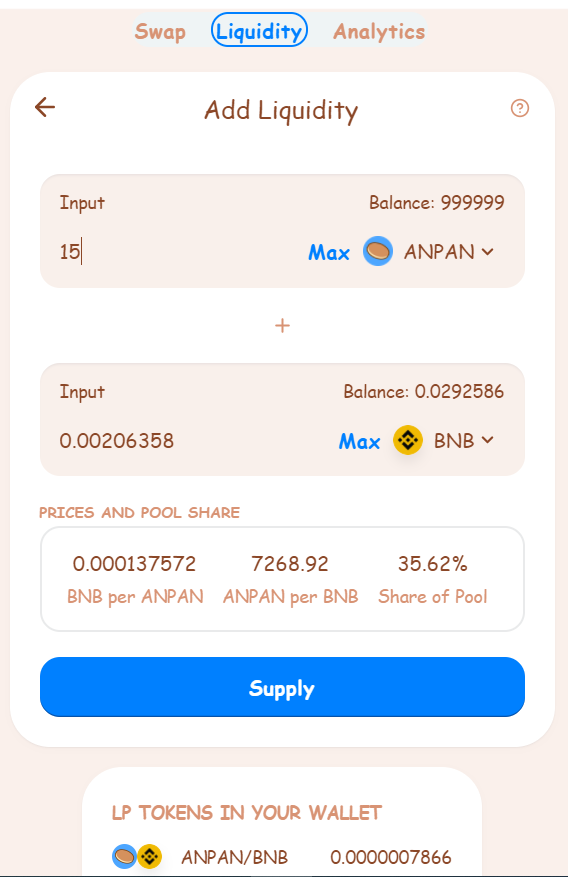 Swap Liquidity Analytics
Add Liquidity
Input Balance: 999999
15 Max ANPAN
+
Input Balance: 0.0292586
0.00206358 Max BNB
PRICES AND POOL SHARE
0.000137572 7268.92 35.62%
BNB per ANPAN ANPAN per BNB Share of Pool
Supply
LP TOKENS IN YOUR WALLET
ANPAN/BNB 0.0000007866